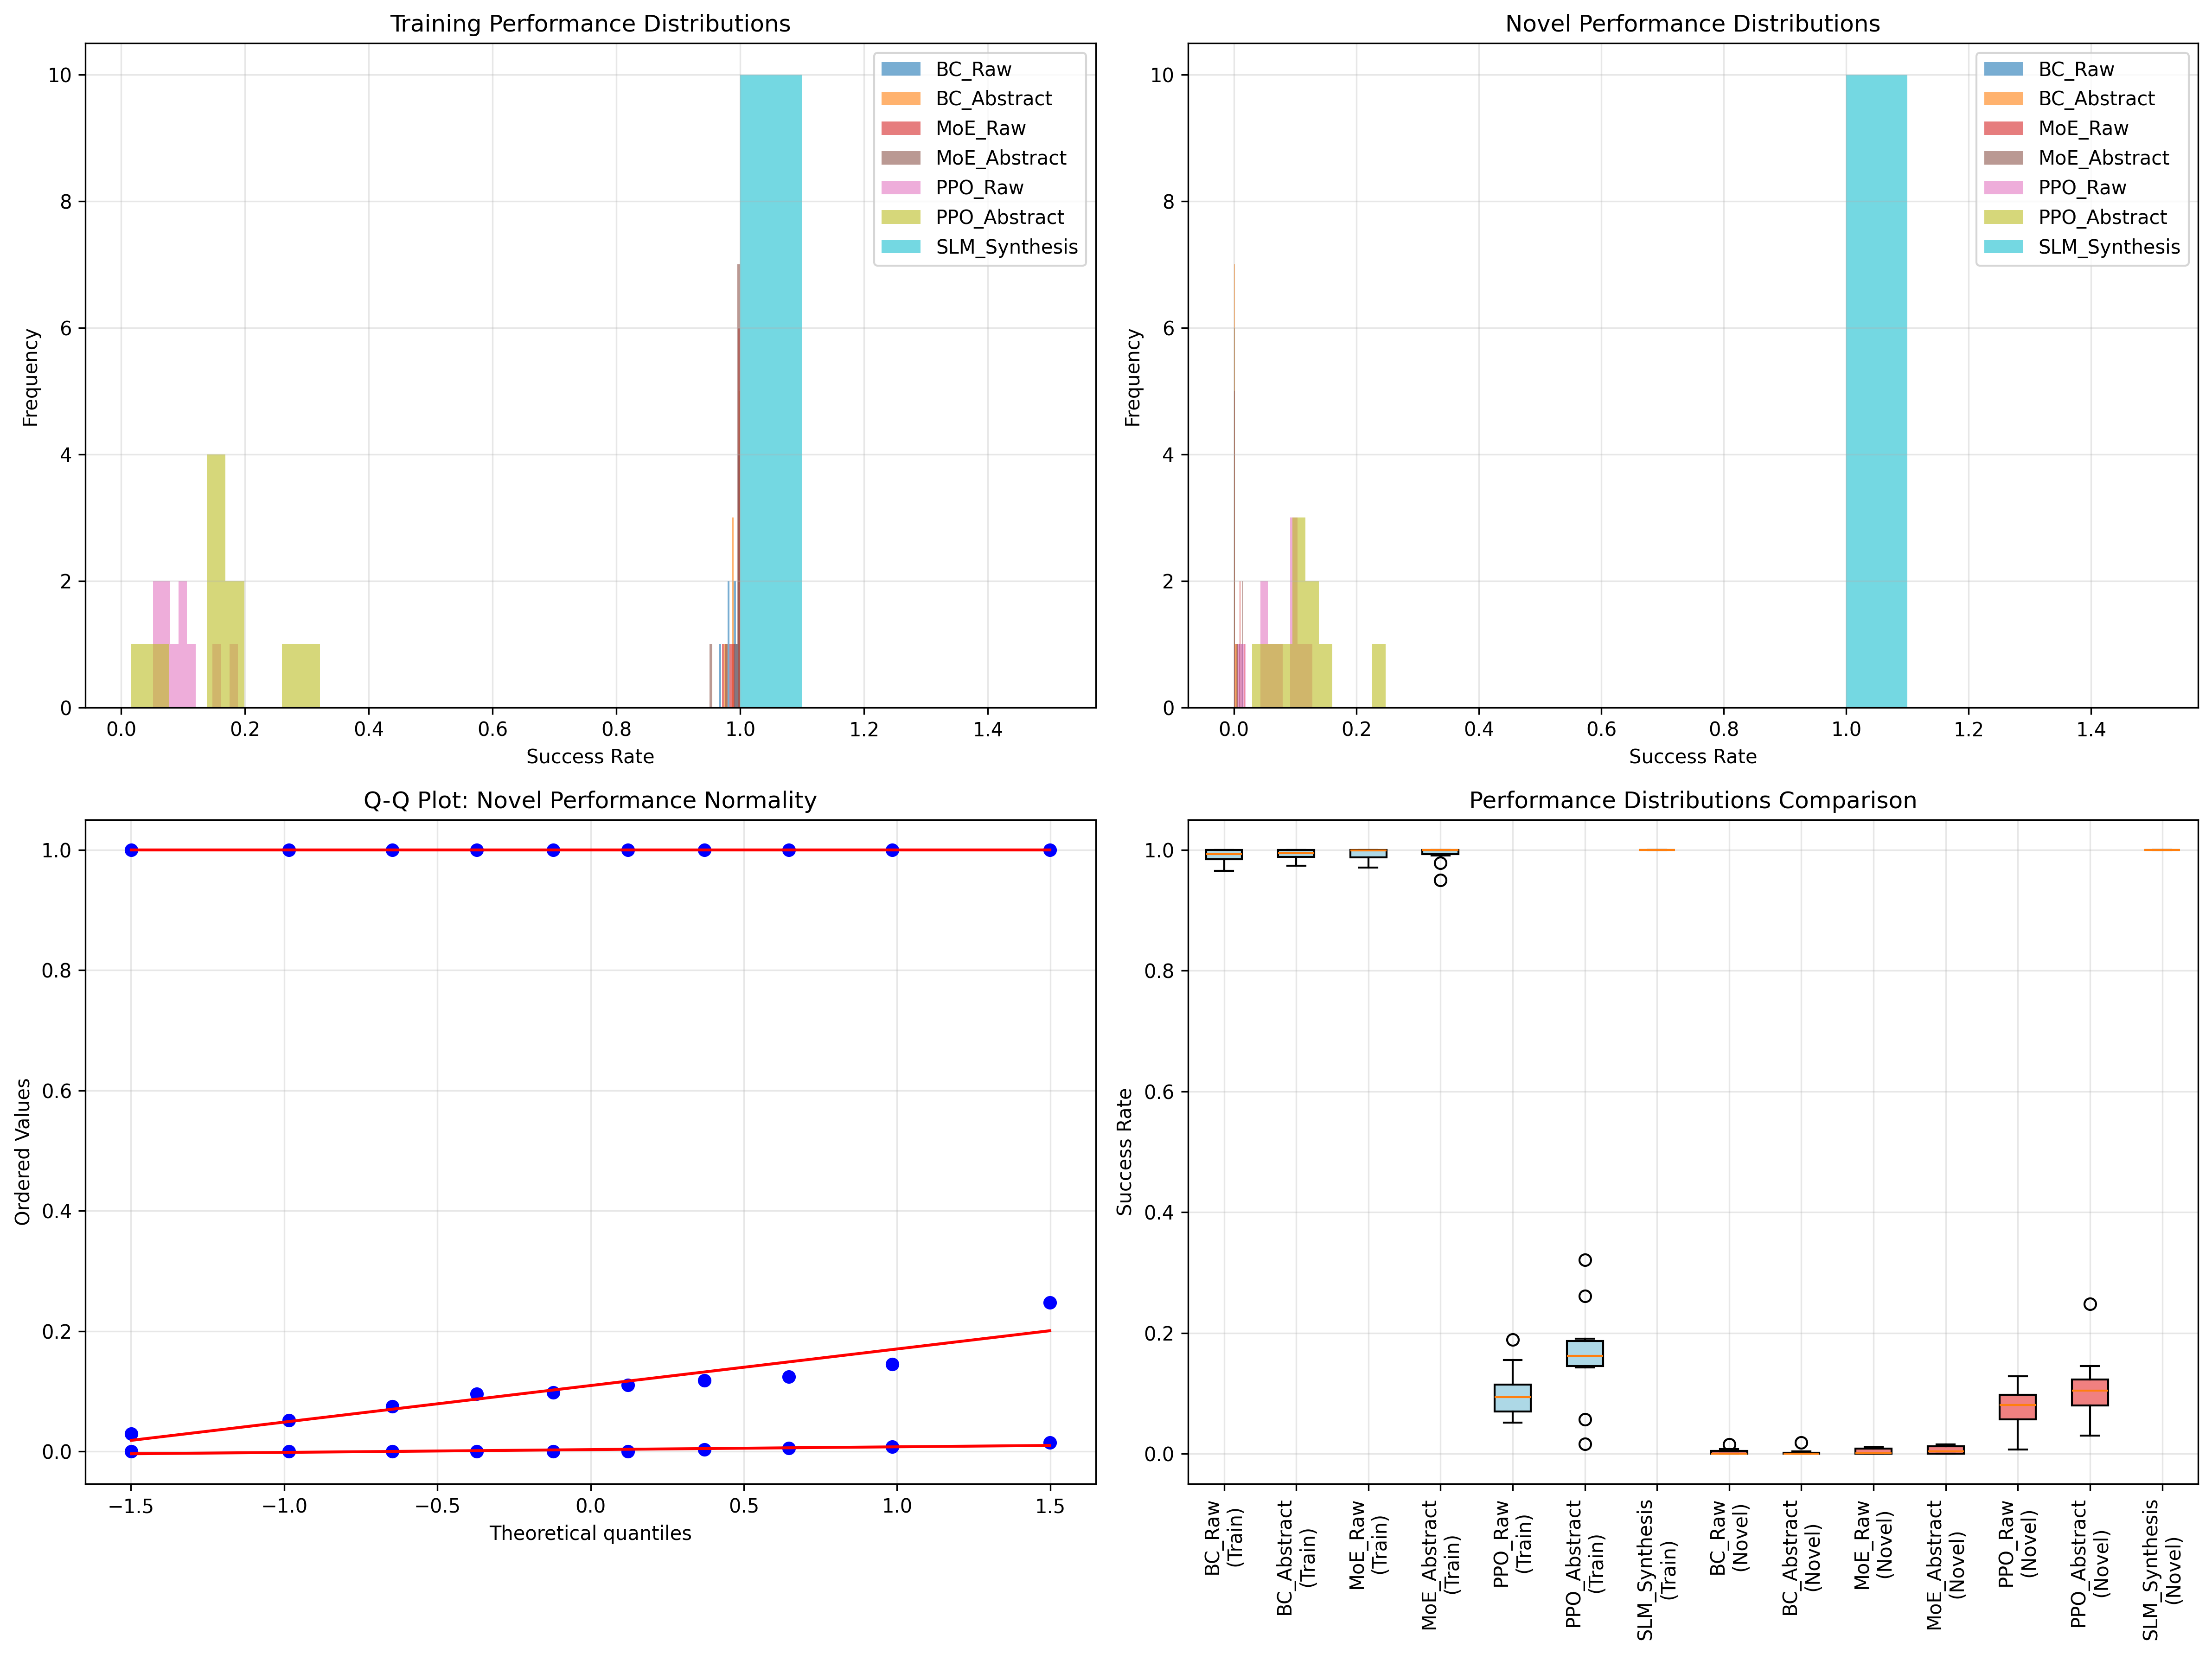 Training Performance Distributions
10
8
6
4
2
0
Frequency
0.0 0.2 0.4 0.6 0.8 1.0 1.2 1.4
Success Rate
BC_Raw
BC_Abstract
MoE_Raw
MoE_Abstract
PPO_Raw
PPO_Abstract
SLM_Synthesis
Novel Performance Distributions
10
8
6
4
2
0
Frequency
0.0 0.2 0.4 0.6 0.8 1.0 1.2 1.4
Success Rate
BC_Raw
BC_Abstract
MoE_Raw
MoE_Abstract
PPO_Raw
PPO_Abstract
SLM_Synthesis
Q-Q Plot: Novel Performance Normality
1.0
0.8
0.6
0.4
0.2
0.0
Ordered Values
−1.5 −1.0 −0.5 0.0 0.5 1.0 1.5
Theoretical quantiles
Performance Distributions Comparison
1.0
0.8
0.6
0.4
0.2
0.0
Success Rate
BC_Raw
(Train)
BC_Abstract
(Train)
MoE_Raw
(Train)
MoE_Abstract
(Train)
PPO_Raw
(Train)
PPO_Abstract
(Train)
SLM_Synthesis
(Train)
BC_Raw
(Novel)
BC_Abstract
(Novel)
MoE_Raw
(Novel)
MoE_Abstract
(Novel)
PPO_Raw
(Novel)
PPO_Abstract
(Novel)
SLM_Synthesis
(Novel)